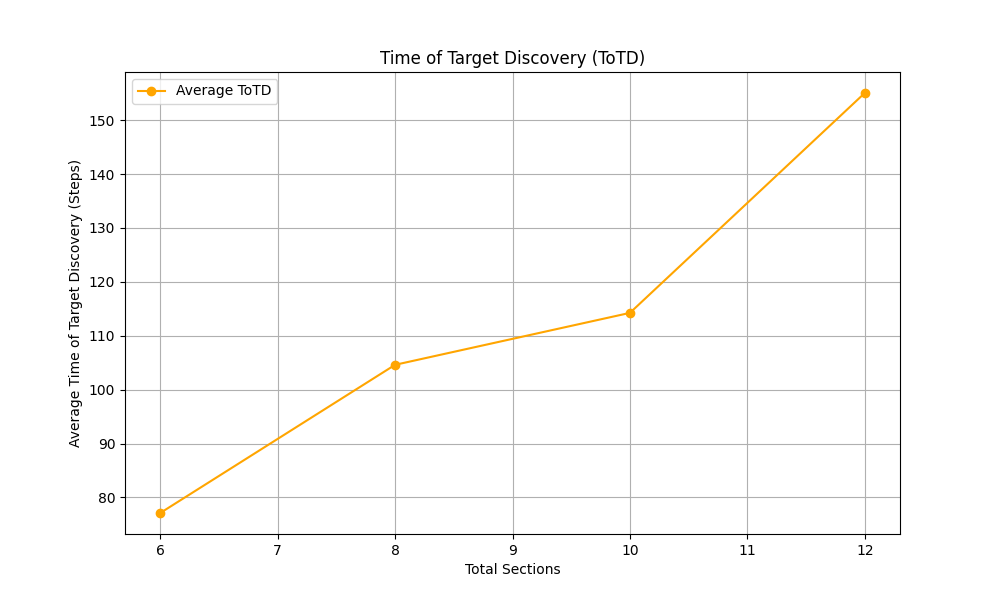 Time of Target Discovery (ToTD)
Average ToTD
Average Time of Target Discovery (Steps)
150
140
130
120
110
100
90
80
6 7 8 9 10 11 12
Total Sections